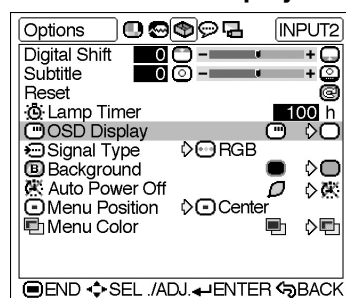 Options INPUT2
Digital Shift 0 - +
Subtitle 0 - +
Reset
Lamp Timer 100 h
OSD Display
Signal Type RGB
B Background
Auto Power Off
Menu Position Center
Menu Color
END SEL ./ADJ. ENTER BACK